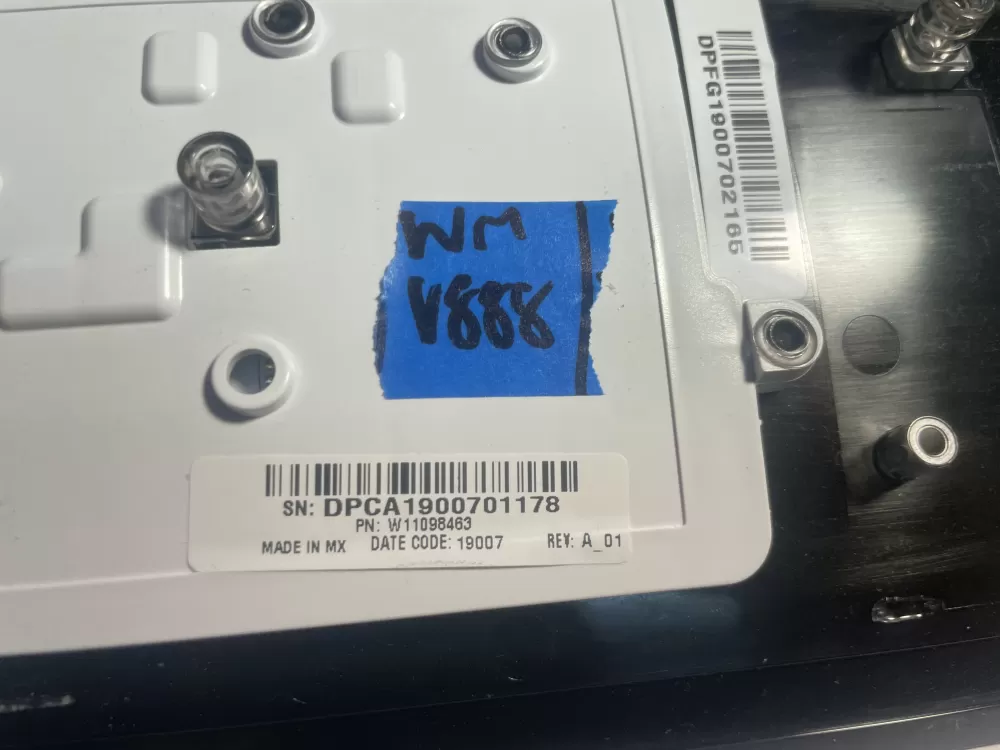 WM
V888
DPFG1900702165
SN: DPCA1900701178
PN: W11098463
MADE IN MX DATE CODE: 19007 REV: A_01